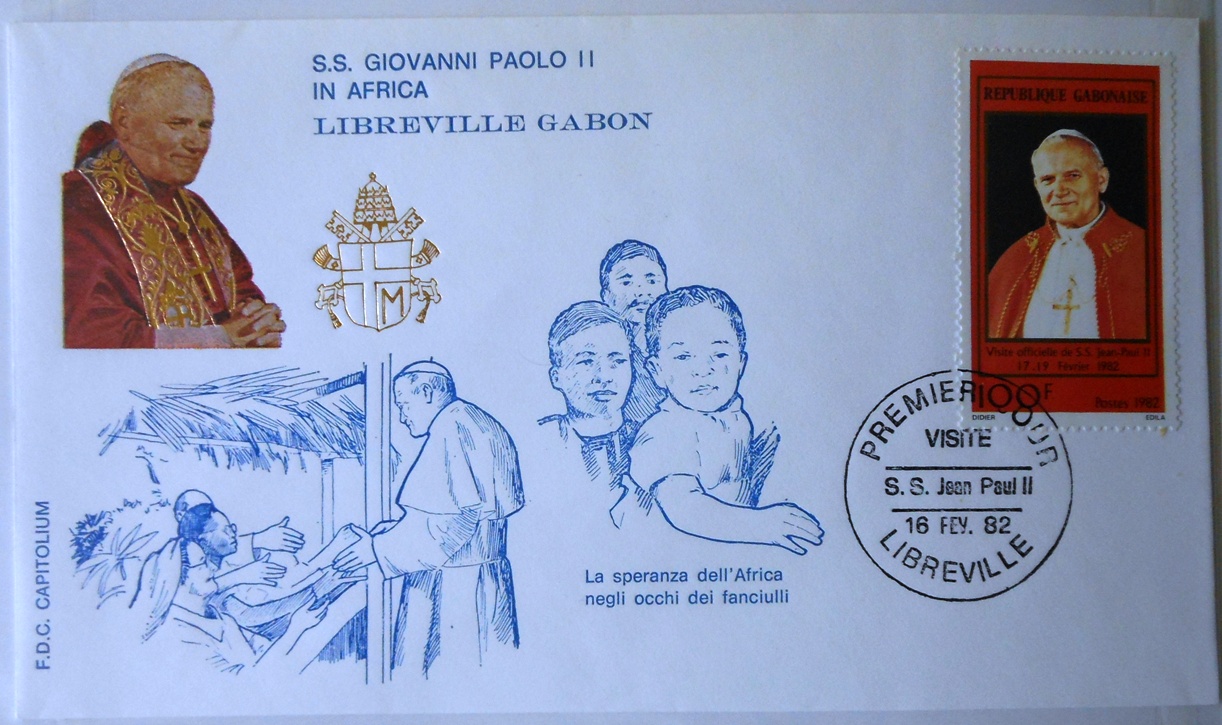 S.S. GIOVANNI PAOLO II
IN AFRICA
LIBREVILLE GABON
M
REPUBLIQUE GABONAISE
Visite officielle de S.S. Jean-Paul II
17.19 Février 1982
100F
Postes 1982
DIDIER
EDILA
PREMIER JOUR
VISITE
S.S. Jean Paul II
16 FEV. 82
LIBREVILLE
La speranza dell'Africa
negli occhi dei fanciulli
F.D.C. CAPITOLIUM